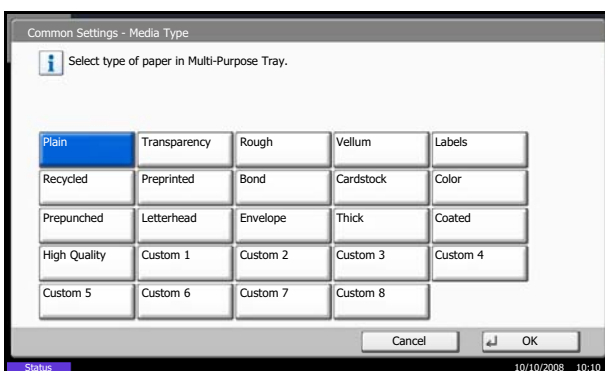 Common Settings - Media Type
Select type of paper in Multi-Purpose Tray.
Plain Transparency Rough Vellum Labels
Recycled Preprinted Bond Cardstock Color
Prepunched Letterhead Envelope Thick Coated
High Quality Custom 1 Custom 2 Custom 3 Custom 4
Custom 5 Custom 6 Custom 7 Custom 8
Cancel OK
Status 10/10/2008 10:10